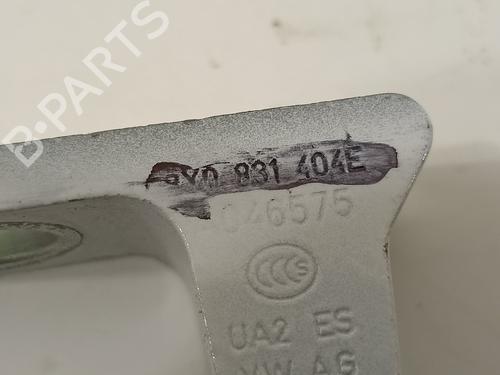 B-PARTS
8Y0 831 404E
046575
CCC S
UA2 ES
VW AG